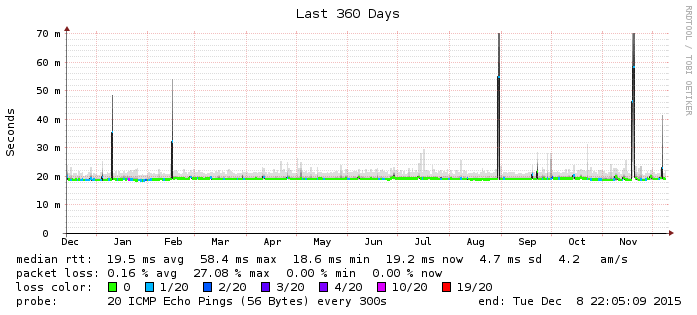 Last 360 Days
RRDTOOL / TOBI OETIKER
Seconds
70 m
60 m
50 m
40 m
30 m
20 m
10 m
0
Dec Jan Feb Mar Apr May Jun Jul Aug Sep Oct Nov
median rtt: 19.5 ms avg 58.4 ms max 18.6 ms min 19.2 ms now 4.7 ms sd 4.2 am/s
packet loss: 0.16 % avg 27.08 % max 0.00 % min 0.00 % now
loss color: 0 1/20 2/20 3/20 4/20 10/20 19/20
probe: 20 ICMP Echo Pings (56 Bytes) every 300s end: Tue Dec 8 22:05:09 2015